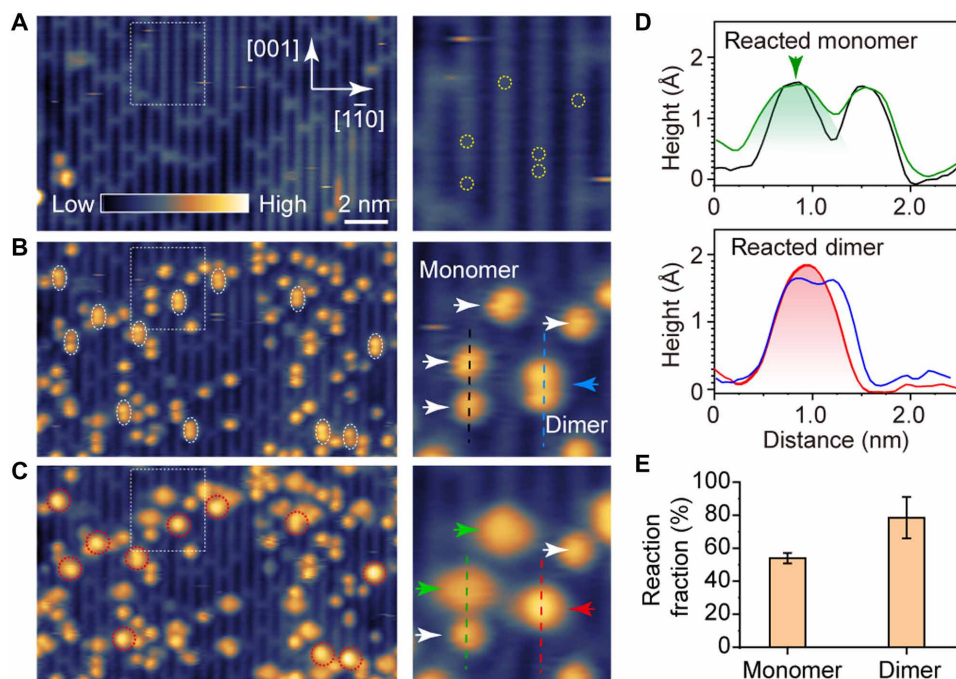 A
[001]
[11̄0]
Low
High
2 nm
B
Monomer
Dimer
C
D
Reacted monomer
Height (Å)
2
1
0
0
1.0
2.0
Reacted dimer
Height (Å)
2
1
0
0
1.0
2.0
Distance (nm)
E
Reaction
fraction (%)
100
80
60
40
20
0
Monomer
Dimer